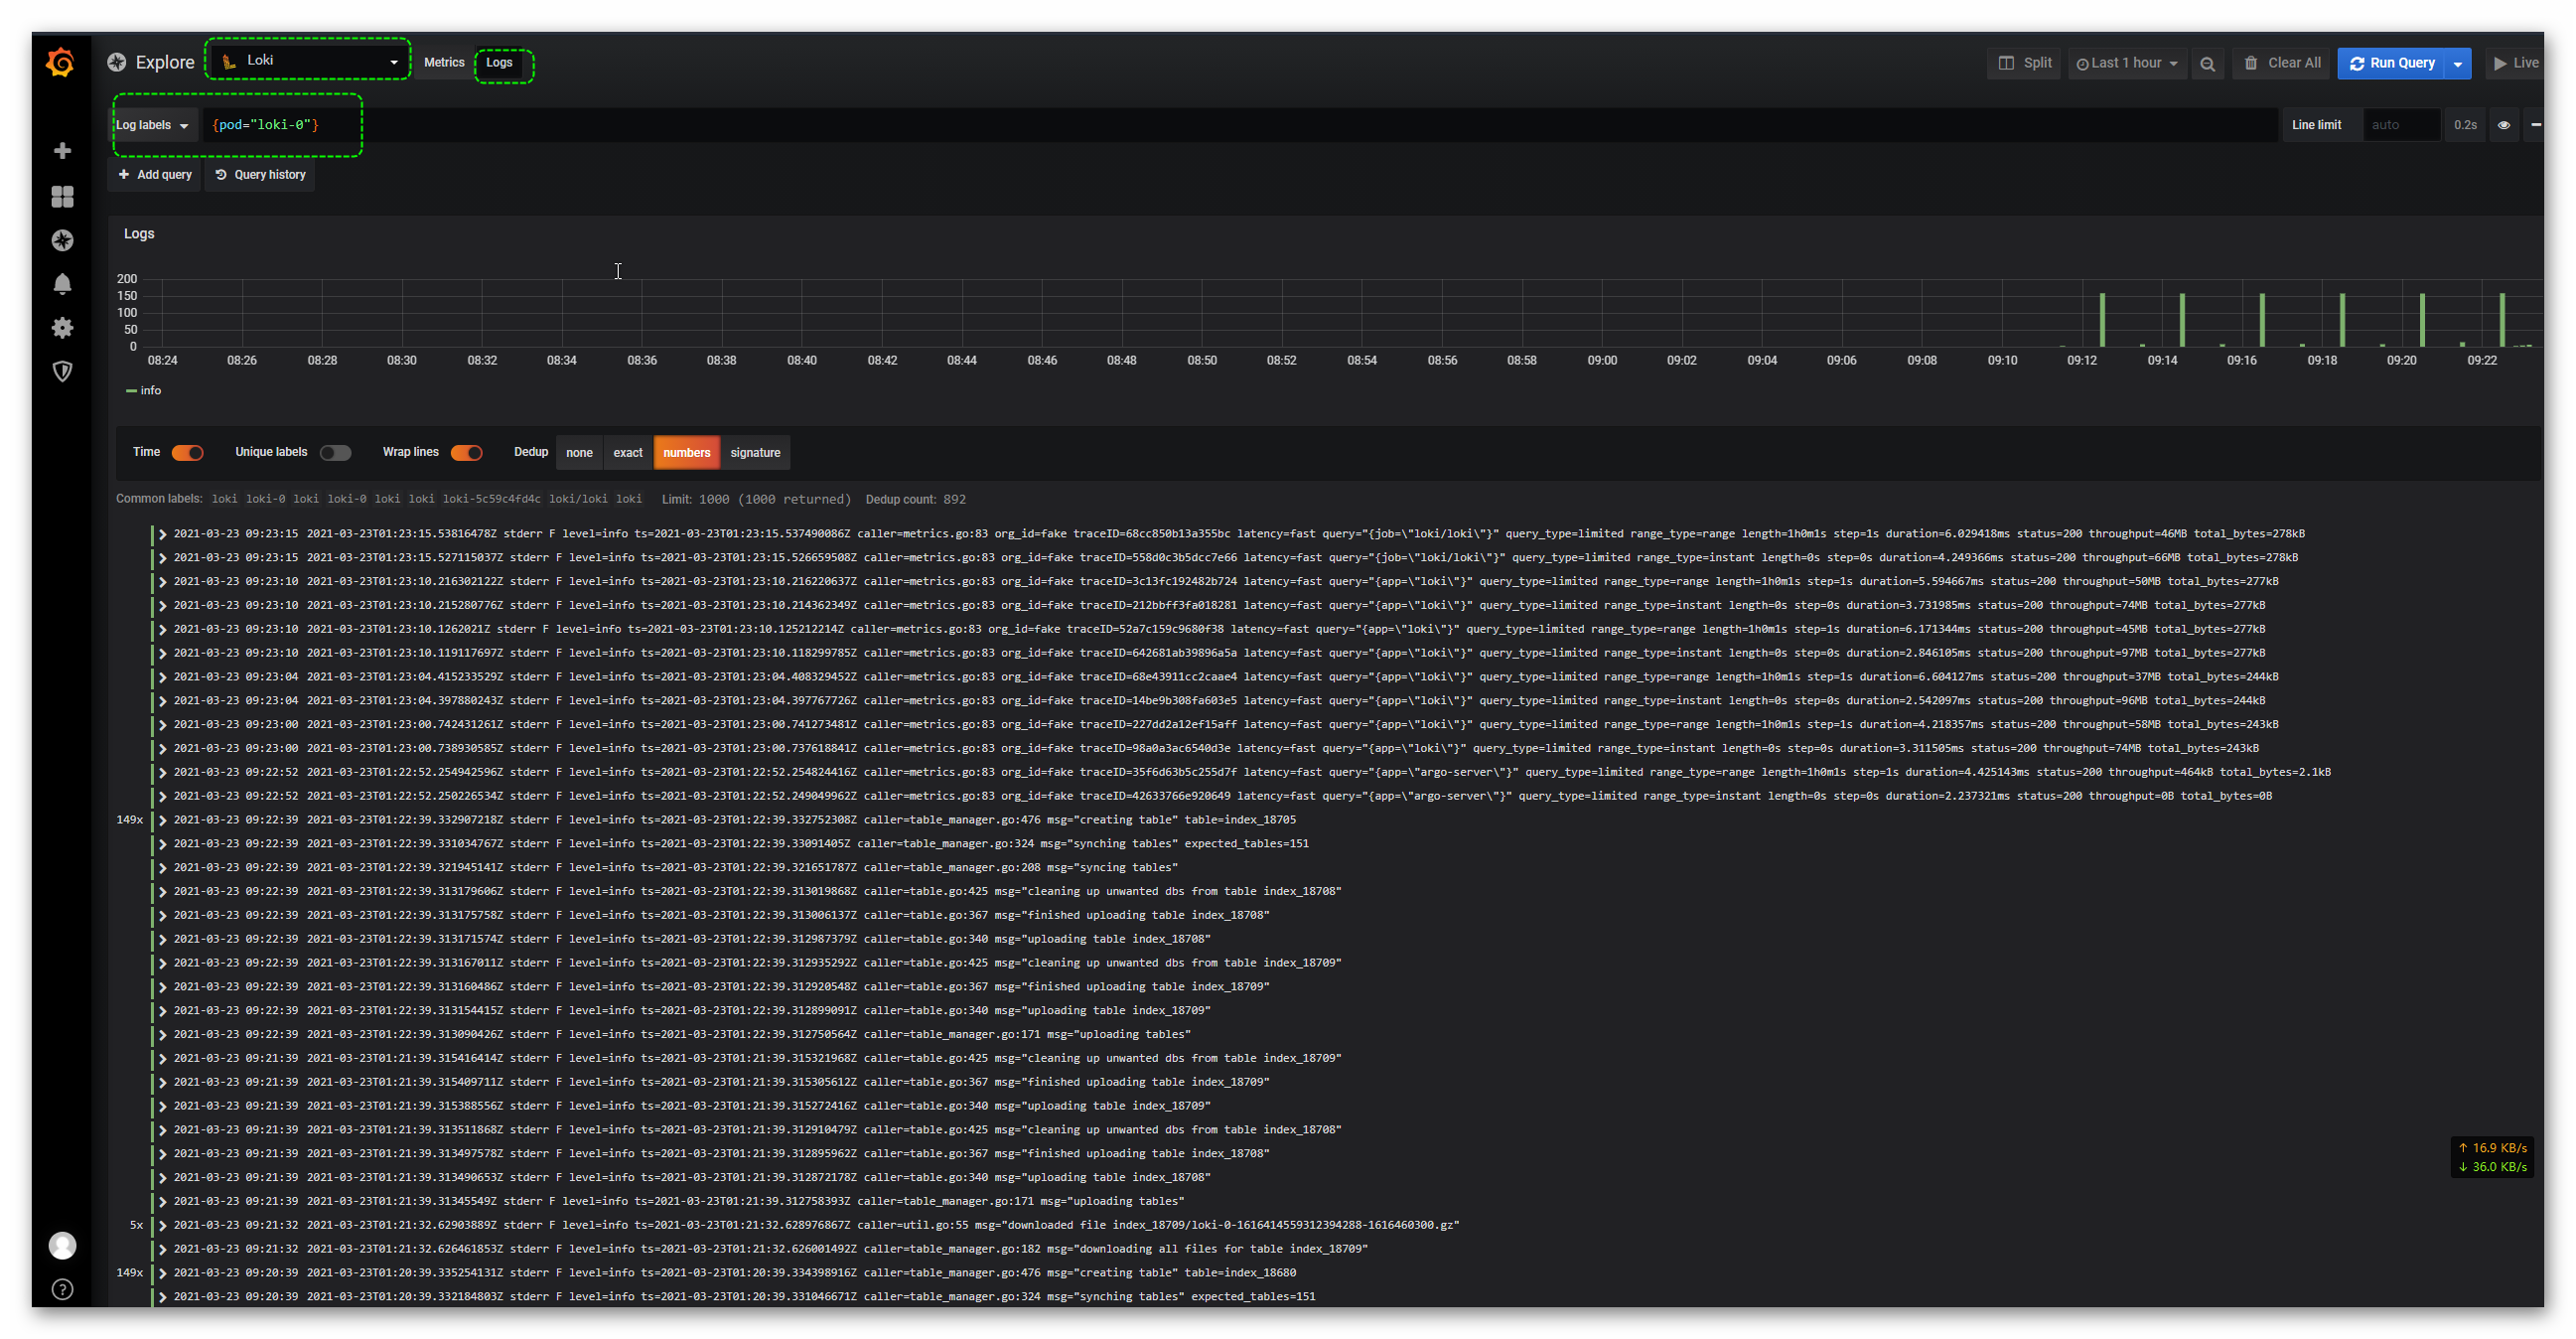 Explore Loki Metrics Logs Split Last 1 hour Clear All Run Query Live
Log labels {pod="loki-0"} Line limit auto 0.2s
Add query Query history
Logs
200
150
100
50
0
08:24 08:26 08:28 08:30 08:32 08:34 08:36 08:38 08:40 08:42 08:44 08:46 08:48 08:50 08:52 08:54 08:56 08:58 09:00 09:02 09:04 09:06 09:08 09:10 09:12 09:14 09:16 09:18 09:20 09:22
info
Time Unique labels Wrap lines Dedup none exact numbers signature
Common labels: loki loki-0 loki loki-0 loki loki loki-5c59c4fd4c loki/loki loki Limit: 1000 (1000 returned) Dedup count: 892
2021-03-23 09:23:15 2021-03-23T01:23:15.53816478Z stderr F level=info ts=2021-03-23T01:23:15.537490086Z caller=metrics.go:83 org_id=fake traceID=68cc850b13a355bc latency=fast query="{job=\"loki/loki\"}" query_type=limited range_type=range length=1h0m1s step=1s duration=6.029418ms status=200 throughput=46MB total_bytes=278kB
2021-03-23 09:23:15 2021-03-23T01:23:15.527115037Z stderr F level=info ts=2021-03-23T01:23:15.526659508Z caller=metrics.go:83 org_id=fake traceID=558d0c3b5dcc7e66 latency=fast query="{job=\"loki/loki\"}" query_type=limited range_type=instant length=0s step=0s duration=4.249366ms status=200 throughput=66MB total_bytes=278kB
2021-03-23 09:23:10 2021-03-23T01:23:10.216302122Z stderr F level=info ts=2021-03-23T01:23:10.216220637Z caller=metrics.go:83 org_id=fake traceID=3c13fc192482b724 latency=fast query="{app=\"loki\"}" query_type=limited range_type=range length=1h0m1s step=1s duration=5.594667ms status=200 throughput=50MB total_bytes=277kB
2021-03-23 09:23:10 2021-03-23T01:23:10.215280776Z stderr F level=info ts=2021-03-23T01:23:10.214362349Z caller=metrics.go:83 org_id=fake traceID=212bbff3fa018281 latency=fast query="{app=\"loki\"}" query_type=limited range_type=instant length=0s step=0s duration=3.731985ms status=200 throughput=74MB total_bytes=277kB
2021-03-23 09:23:10 2021-03-23T01:23:10.1262021Z stderr F level=info ts=2021-03-23T01:23:10.125212214Z caller=metrics.go:83 org_id=fake traceID=52a7c159c9680f38 latency=fast query="{app=\"loki\"}" query_type=limited range_type=range length=1h0m1s step=1s duration=6.171344ms status=200 throughput=45MB total_bytes=277kB
2021-03-23 09:23:10 2021-03-23T01:23:10.119117697Z stderr F level=info ts=2021-03-23T01:23:10.118299785Z caller=metrics.go:83 org_id=fake traceID=642681ab39896a5a latency=fast query="{app=\"loki\"}" query_type=limited range_type=instant length=0s step=0s duration=2.846105ms status=200 throughput=97MB total_bytes=277kB
2021-03-23 09:23:04 2021-03-23T01:23:04.415233529Z stderr F level=info ts=2021-03-23T01:23:04.408329452Z caller=metrics.go:83 org_id=fake traceID=68e43911cc2caae4 latency=fast query="{app=\"loki\"}" query_type=limited range_type=range length=1h0m1s step=1s duration=6.604127ms status=200 throughput=37MB total_bytes=244kB
2021-03-23 09:23:04 2021-03-23T01:23:04.397880243Z stderr F level=info ts=2021-03-23T01:23:04.397767726Z caller=metrics.go:83 org_id=fake traceID=14be9b308fa603e5 latency=fast query="{app=\"loki\"}" query_type=limited range_type=instant length=0s step=0s duration=2.542097ms status=200 throughput=96MB total_bytes=244kB
2021-03-23 09:23:00 2021-03-23T01:23:00.742431261Z stderr F level=info ts=2021-03-23T01:23:00.741273481Z caller=metrics.go:83 org_id=fake traceID=227dd2a12ef15aff latency=fast query="{app=\"loki\"}" query_type=limited range_type=range length=1h0m1s step=1s duration=4.218357ms status=200 throughput=58MB total_bytes=243kB
2021-03-23 09:23:00 2021-03-23T01:23:00.738930585Z stderr F level=info ts=2021-03-23T01:23:00.737618841Z caller=metrics.go:83 org_id=fake traceID=98a0a3ac6540d3e latency=fast query="{app=\"loki\"}" query_type=limited range_type=instant length=0s step=0s duration=3.311505ms status=200 throughput=74MB total_bytes=243kB
2021-03-23 09:22:52 2021-03-23T01:22:52.254942596Z stderr F level=info ts=2021-03-23T01:22:52.254824416Z caller=metrics.go:83 org_id=fake traceID=35f6d63b5c255d7f latency=fast query="{app=\"argo-server\"}" query_type=limited range_type=range length=1h0m1s step=1s duration=4.425143ms status=200 throughput=464kB total_bytes=2.1kB
2021-03-23 09:22:52 2021-03-23T01:22:52.250226534Z stderr F level=info ts=2021-03-23T01:22:52.249049962Z caller=metrics.go:83 org_id=fake traceID=42633766e920649 latency=fast query="{app=\"argo-server\"}" query_type=limited range_type=instant length=0s step=0s duration=2.237321ms status=200 throughput=0B total_bytes=0B
149x 2021-03-23 09:22:39 2021-03-23T01:22:39.332907218Z stderr F level=info ts=2021-03-23T01:22:39.332752308Z caller=table_manager.go:476 msg="creating table" table=index_18705
2021-03-23 09:22:39 2021-03-23T01:22:39.331034767Z stderr F level=info ts=2021-03-23T01:22:39.33091405Z caller=table_manager.go:324 msg="synching tables" expected_tables=151
2021-03-23 09:22:39 2021-03-23T01:22:39.321945141Z stderr F level=info ts=2021-03-23T01:22:39.321651787Z caller=table_manager.go:208 msg="syncing tables"
2021-03-23 09:22:39 2021-03-23T01:22:39.313179606Z stderr F level=info ts=2021-03-23T01:22:39.313019868Z caller=table.go:425 msg="cleaning up unwanted dbs from table index_18708"
2021-03-23 09:22:39 2021-03-23T01:22:39.313175758Z stderr F level=info ts=2021-03-23T01:22:39.313006137Z caller=table.go:367 msg="finished uploading table index_18708"
2021-03-23 09:22:39 2021-03-23T01:22:39.313171574Z stderr F level=info ts=2021-03-23T01:22:39.312987379Z caller=table.go:340 msg="uploading table index_18708"
2021-03-23 09:22:39 2021-03-23T01:22:39.313167011Z stderr F level=info ts=2021-03-23T01:22:39.312935292Z caller=table.go:425 msg="cleaning up unwanted dbs from table index_18709"
2021-03-23 09:22:39 2021-03-23T01:22:39.313160486Z stderr F level=info ts=2021-03-23T01:22:39.312920548Z caller=table.go:367 msg="finished uploading table index_18709"
2021-03-23 09:22:39 2021-03-23T01:22:39.313154415Z stderr F level=info ts=2021-03-23T01:22:39.312899091Z caller=table.go:340 msg="uploading table index_18709"
2021-03-23 09:22:39 2021-03-23T01:22:39.313090426Z stderr F level=info ts=2021-03-23T01:22:39.312750564Z caller=table_manager.go:171 msg="uploading tables"
2021-03-23 09:21:39 2021-03-23T01:21:39.315416414Z stderr F level=info ts=2021-03-23T01:21:39.315321968Z caller=table.go:425 msg="cleaning up unwanted dbs from table index_18709"
2021-03-23 09:21:39 2021-03-23T01:21:39.315409711Z stderr F level=info ts=2021-03-23T01:21:39.315305612Z caller=table.go:367 msg="finished uploading table index_18709"
2021-03-23 09:21:39 2021-03-23T01:21:39.315388556Z stderr F level=info ts=2021-03-23T01:21:39.315272416Z caller=table.go:340 msg="uploading table index_18709"
2021-03-23 09:21:39 2021-03-23T01:21:39.313511868Z stderr F level=info ts=2021-03-23T01:21:39.312910479Z caller=table.go:425 msg="cleaning up unwanted dbs from table index_18708"
2021-03-23 09:21:39 2021-03-23T01:21:39.313497578Z stderr F level=info ts=2021-03-23T01:21:39.312895962Z caller=table.go:367 msg="finished uploading table index_18708"
2021-03-23 09:21:39 2021-03-23T01:21:39.313490653Z stderr F level=info ts=2021-03-23T01:21:39.312872178Z caller=table.go:340 msg="uploading table index_18708"
2021-03-23 09:21:39 2021-03-23T01:21:39.31345549Z stderr F level=info ts=2021-03-23T01:21:39.312758393Z caller=table_manager.go:171 msg="uploading tables"
5x 2021-03-23 09:21:32 2021-03-23T01:21:32.62903889Z stderr F level=info ts=2021-03-23T01:21:32.628976867Z caller=util.go:55 msg="downloaded file index_18709/loki-0-1616414559312394288-1616460300.gz"
2021-03-23 09:21:32 2021-03-23T01:21:32.626461853Z stderr F level=info ts=2021-03-23T01:21:32.626001492Z caller=table_manager.go:182 msg="downloading all files for table index_18709"
149x 2021-03-23 09:20:39 2021-03-23T01:20:39.335254131Z stderr F level=info ts=2021-03-23T01:20:39.334398916Z caller=table_manager.go:476 msg="creating table" table=index_18680
2021-03-23 09:20:39 2021-03-23T01:20:39.332184803Z stderr F level=info ts=2021-03-23T01:20:39.331046671Z caller=table_manager.go:324 msg="synching tables" expected_tables=151
↑ 16.9 KB/s
↓ 36.0 KB/s